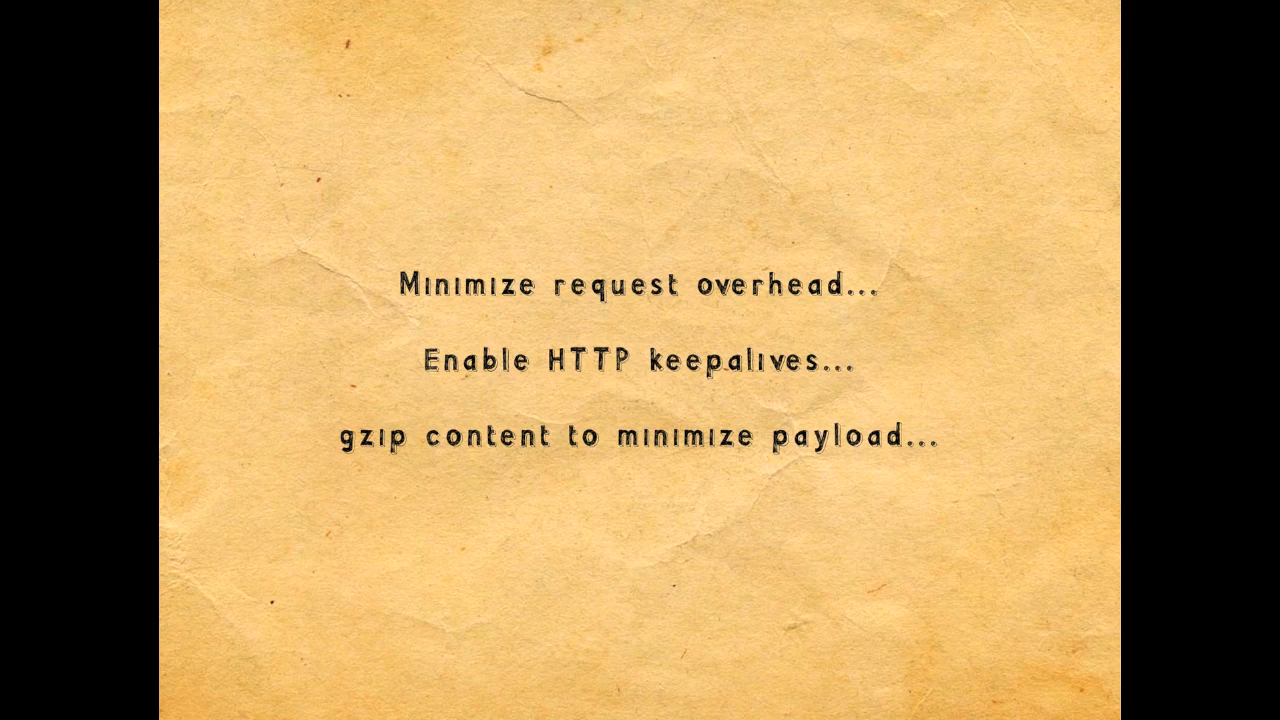 Minimize request overhead...
Enable HTTP keepalives...
gzip content to minimize payload...